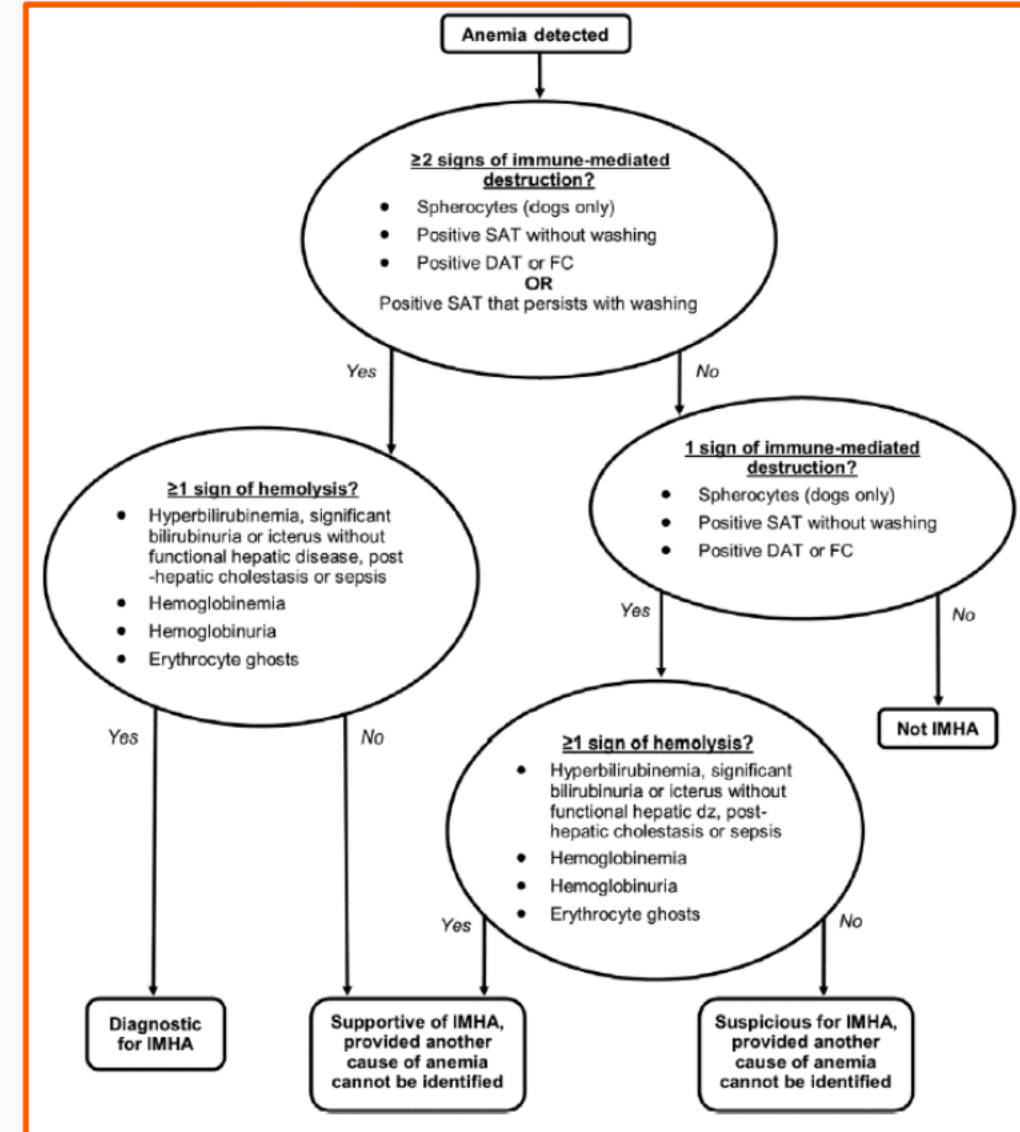 Anemia detected
≥2 signs of immune-mediated
destruction?
• Spherocytes (dogs only)
• Positive SAT without washing
• Positive DAT or FC
OR
Positive SAT that persists with washing
Yes
No
≥1 sign of hemolysis?
• Hyperbilirubinemia, significant
bilirubinuria or icterus without
functional hepatic disease, post
-hepatic cholestasis or sepsis
• Hemoglobinemia
• Hemoglobinuria
• Erythrocyte ghosts
1 sign of immune-mediated
destruction?
• Spherocytes (dogs only)
• Positive SAT without washing
• Positive DAT or FC
Yes
No
Yes
No
Not IMHA
≥1 sign of hemolysis?
• Hyperbilirubinemia, significant
bilirubinuria or icterus without
functional hepatic dz, post-
hepatic cholestasis or sepsis
• Hemoglobinemia
• Hemoglobinuria
• Erythrocyte ghosts
Yes
No
Diagnostic
for IMHA
Supportive of IMHA,
provided another
cause of anemia
cannot be identified
Suspicious for IMHA,
provided another
cause of anemia
cannot be identified